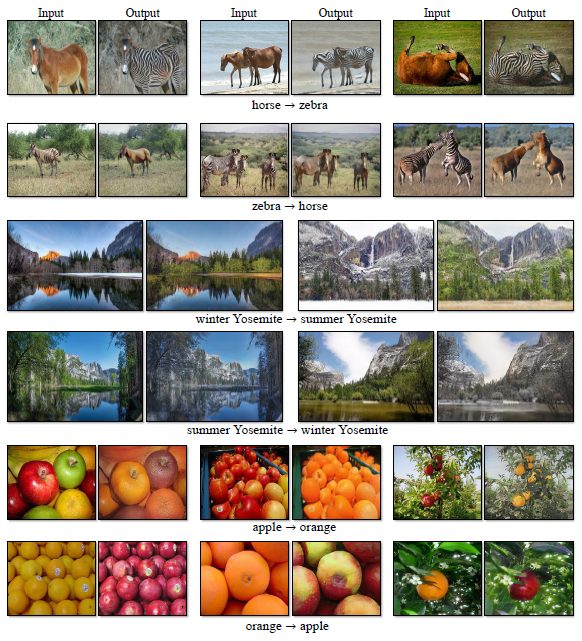 Input Output Input Output Input Output
horse → zebra
zebra → horse
winter Yosemite → summer Yosemite
summer Yosemite → winter Yosemite
apple → orange
orange → apple